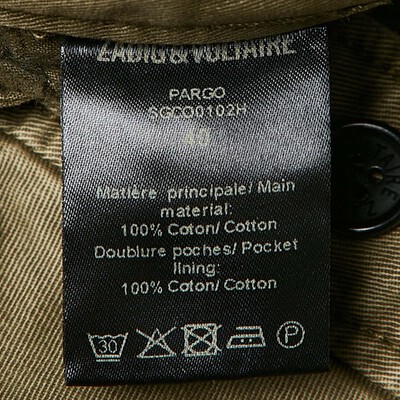 ZADIG&VOLTAIRE
PARGO
SGCO0102H
40
Matière principale/ Main
material:
100% Coton/ Cotton
Doublure poches/ Pocket
lining:
100% Coton/ Cotton
30
P